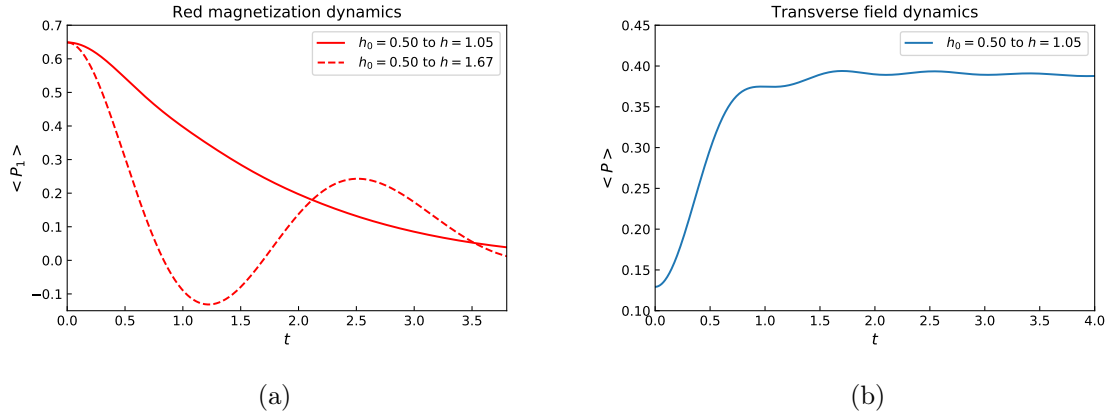 Red magnetization dynamics
0.7
0.6
0.5
0.4
0.3
0.2
0.1
0.0
−0.1
< P₁ >
h₀ = 0.50 to h = 1.05
h₀ = 0.50 to h = 1.67
0.0 0.5 1.0 1.5 2.0 2.5 3.0 3.5
t
(a)
Transverse field dynamics
0.45
0.40
0.35
0.30
0.25
0.20
0.15
0.10
< P >
h₀ = 0.50 to h = 1.05
0.0 0.5 1.0 1.5 2.0 2.5 3.0 3.5 4.0
t
(b)